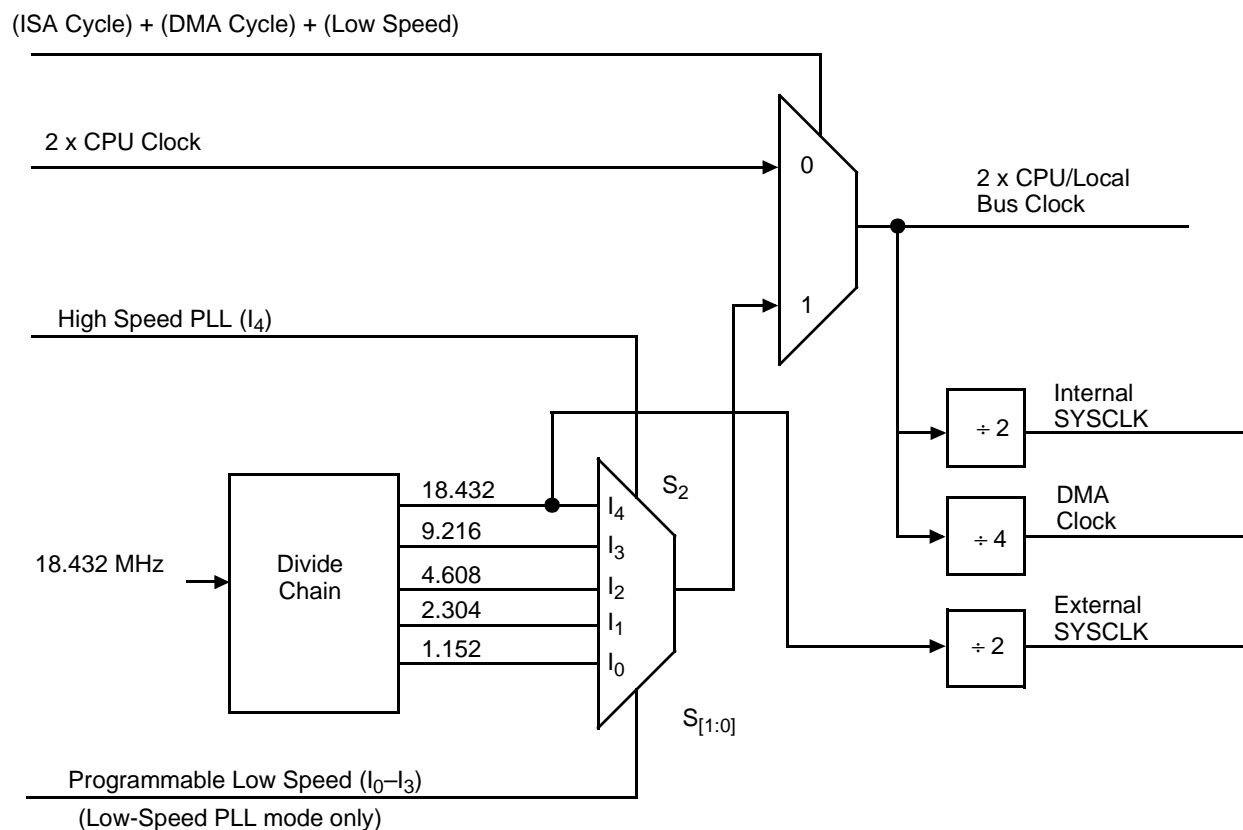 (ISA Cycle) + (DMA Cycle) + (Low Speed)
2 x CPU Clock
0
2 x CPU/Local
Bus Clock
1
High Speed PLL (I4)
Internal
SYSCLK
÷ 2
S2
18.432
I4
DMA
Clock
9.216
I3
÷ 4
18.432 MHz
Divide
Chain
4.608
I2
2.304
I1
External
SYSCLK
1.152
I0
÷ 2
S[1:0]
Programmable Low Speed (I0–I3)
(Low-Speed PLL mode only)